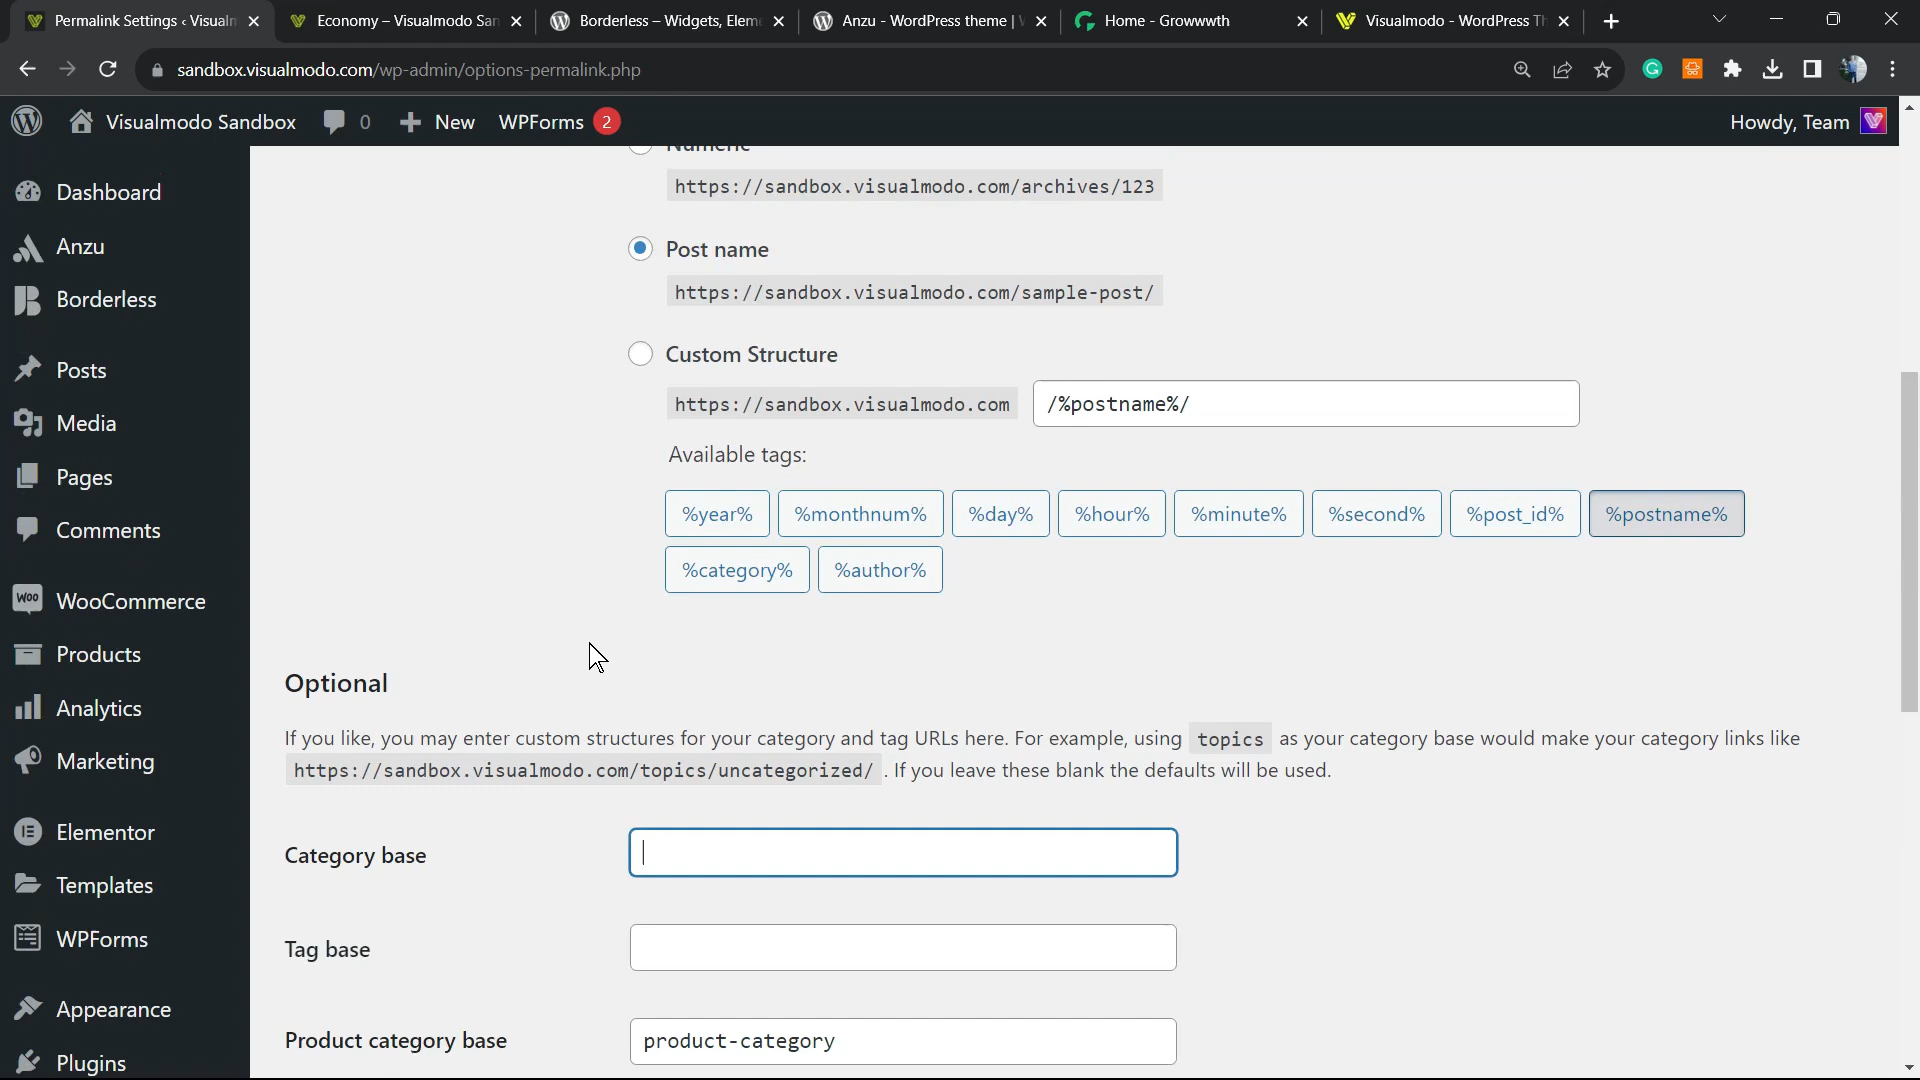 Permalink Settings ‹ Visualm
Economy – Visualmodo San
Borderless – Widgets, Elem
Anzu - WordPress theme | V
Home - Growwwth
Visualmodo - WordPress Th
sandbox.visualmodo.com/wp-admin/options-permalink.php
Visualmodo Sandbox
0
New
WPForms
2
Howdy, Team
Dashboard
Anzu
Borderless
Posts
Media
Pages
Comments
WooCommerce
Products
Analytics
Marketing
Elementor
Templates
WPForms
Appearance
Plugins
Numeric
https://sandbox.visualmodo.com/archives/123
Post name
https://sandbox.visualmodo.com/sample-post/
Custom Structure
https://sandbox.visualmodo.com
/%postname%/
Available tags:
%year% %monthnum% %day% %hour% %minute% %second% %post_id% %postname%
%category% %author%
Optional
If you like, you may enter custom structures for your category and tag URLs here. For example, using topics as your category base would make your category links like
https://sandbox.visualmodo.com/topics/uncategorized/ . If you leave these blank the defaults will be used.
Category base
Tag base
Product category base
product-category